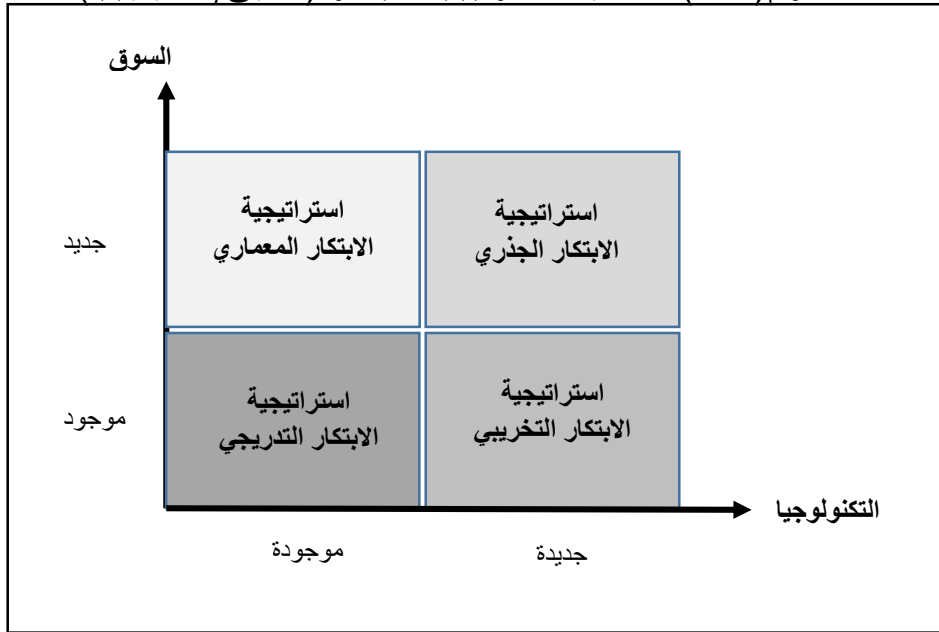 السوق
استراتيجية
الابتكار المعماري
استراتيجية
الابتكار الجذري
جديد
استراتيجية
الابتكار التدريجي
استراتيجية
الابتكار التخريبي
موجود
التكنولوجيا
موجودة
جديدة